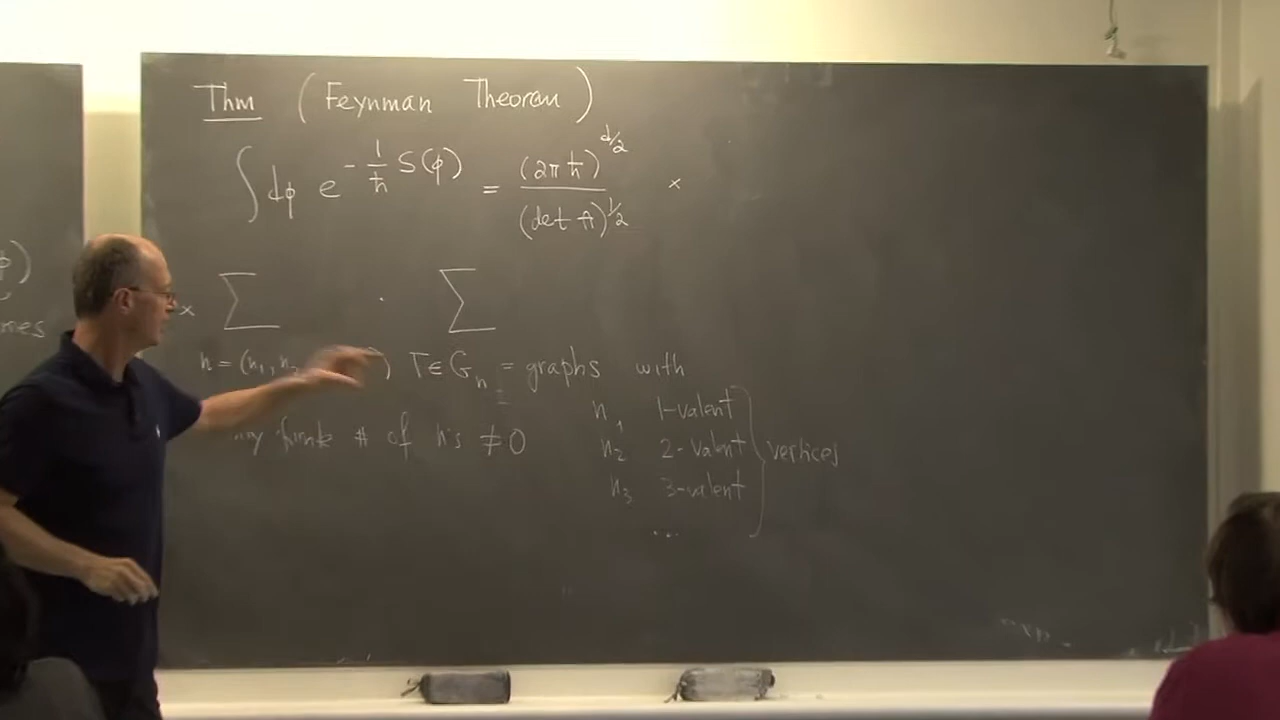 Thm (Feynman Theorem)
∫ dφ e^{-1/ħ S(φ)} = (2πħ)^{d/2} / (det A)^{1/2} ×
φ)
× Σ Σ
n = (n₁, n₂ ) Γ ∈ G_n = graphs with
n₁ 1-valent
# of n's ≠ 0
n₂ 2-valent } vertices
n₃ 3-valent
...